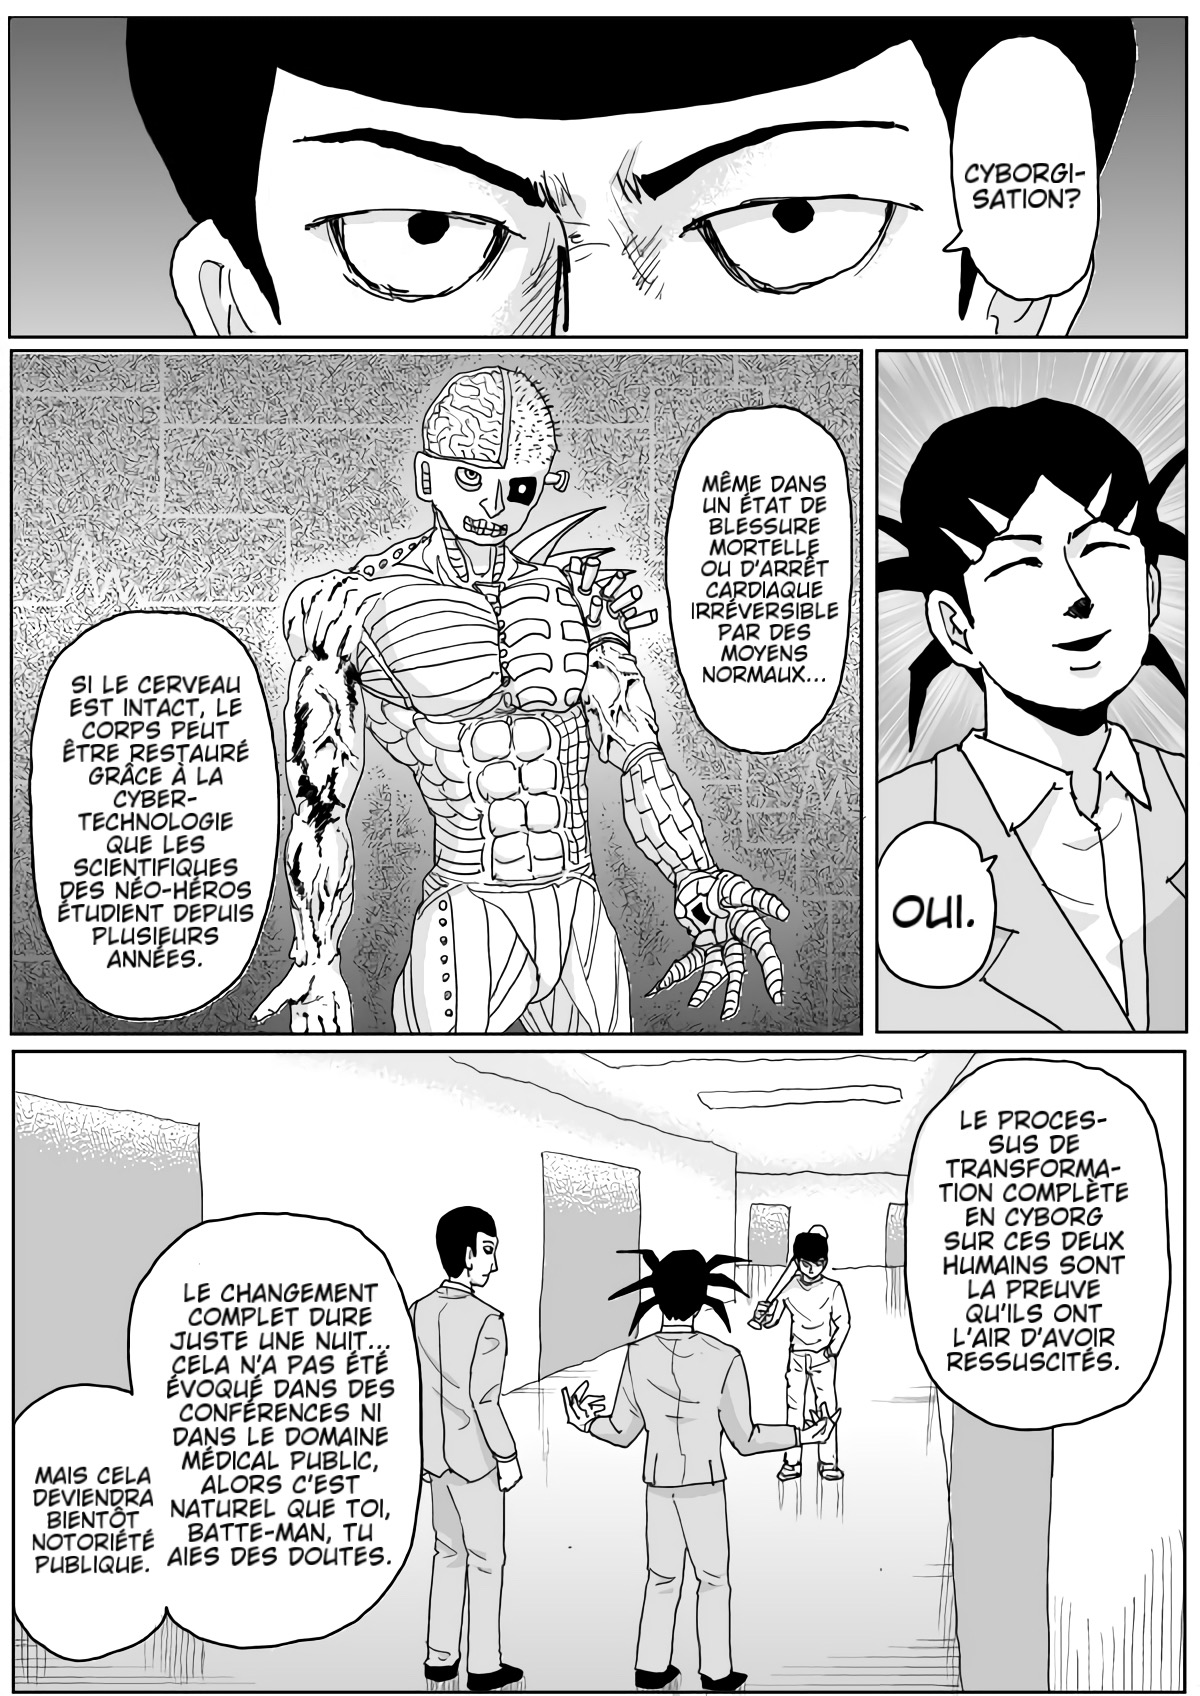 CYBORGI-
SATION?
OUI.
MÊME DANS
UN ÉTAT DE
BLESSURE
MORTELLE
OU D'ARRÊT
CARDIAQUE
IRRÉVERSIBLE
PAR DES
MOYENS
NORMAUX...
SI LE CERVEAU
EST INTACT, LE
CORPS PEUT
ÊTRE RESTAURÉ
GRÂCE À LA
CYBER-
TECHNOLOGIE
QUE LES
SCIENTIFIQUES
DES NÉO-HÉROS
ÉTUDIENT DEPUIS
PLUSIEURS
ANNÉES.
LE PROCES-
SUS DE
TRANSFORMA-
TION COMPLÈTE
EN CYBORG
SUR CES DEUX
HUMAINS SONT
LA PREUVE
QU'ILS ONT
L'AIR D'AVOIR
RESSUSCITÉS.
LE CHANGEMENT
COMPLET DURE
JUSTE UNE NUIT...
CELA N'A PAS ÉTÉ
ÉVOQUÉ DANS DES
CONFÉRENCES NI
DANS LE DOMAINE
MÉDICAL PUBLIC,
ALORS C'EST
NATUREL QUE TOI,
BATTE-MAN, TU
AIES DES DOUTES.
MAIS CELA
DEVIENDRA
BIENTÔT
NOTORIÉTÉ
PUBLIQUE.